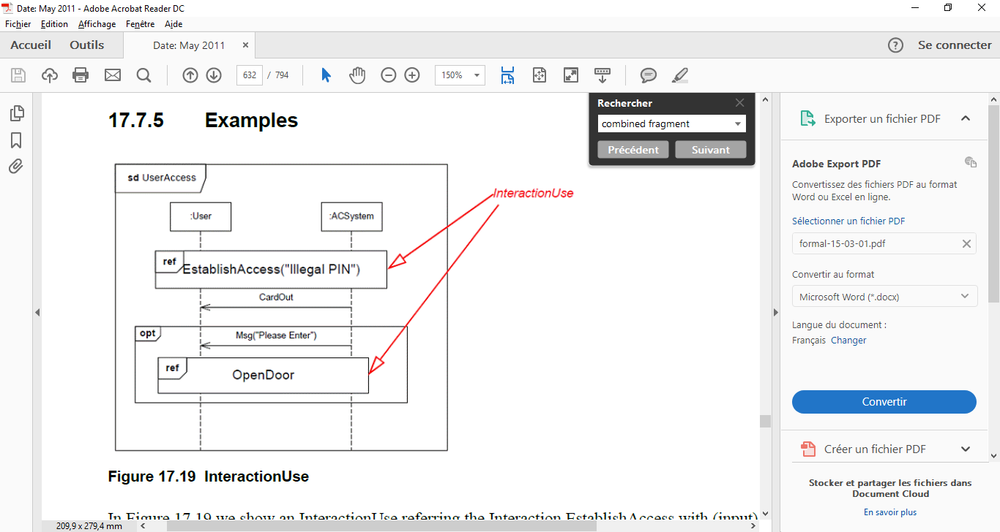 Date: May 2011 - Adobe Acrobat Reader DC
Fichier Edition Affichage Fenêtre Aide
Accueil Outils Date: May 2011 × ? Se connecter
632 / 794 150%
17.7.5 Examples
Rechercher
combined fragment
Précédent Suivant
sd UserAccess
InteractionUse
:User :ACSystem
ref
EstablishAccess("Illegal PIN")
CardOut
opt
Msg("Please Enter")
ref
OpenDoor
Figure 17.19 InteractionUse
In Figure 17.19 we show an InteractionUse referring the Interaction EstablishAccess with (input)
209,9 x 279,4 mm
Exporter un fichier PDF
Adobe Export PDF
Convertissez des fichiers PDF au format
Word ou Excel en ligne.
Sélectionner un fichier PDF
formal-15-03-01.pdf
Convertir au format
Microsoft Word (*.docx)
Langue du document :
Français Changer
Convertir
Créer un fichier PDF
Stocker et partager les fichiers dans
Document Cloud
En savoir plus